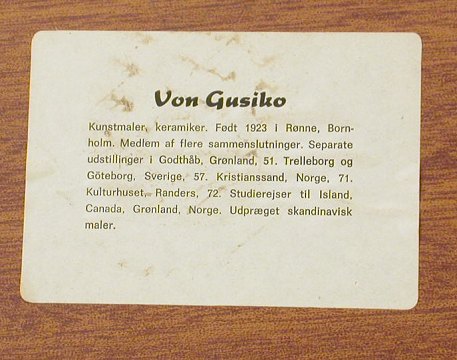 Von Gusiko
Kunstmaler, keramiker. Født 1923 i Rønne, Born-
holm. Medlem af flere sammenslutninger. Separate
udstillinger i Godthåb, Grønland, 51. Trelleborg og
Göteborg, Sverige, 57. Kristianssand, Norge, 71.
Kulturhuset, Randers, 72. Studierejser til Island,
Canada, Grønland, Norge. Udpræget skandinavisk
maler.